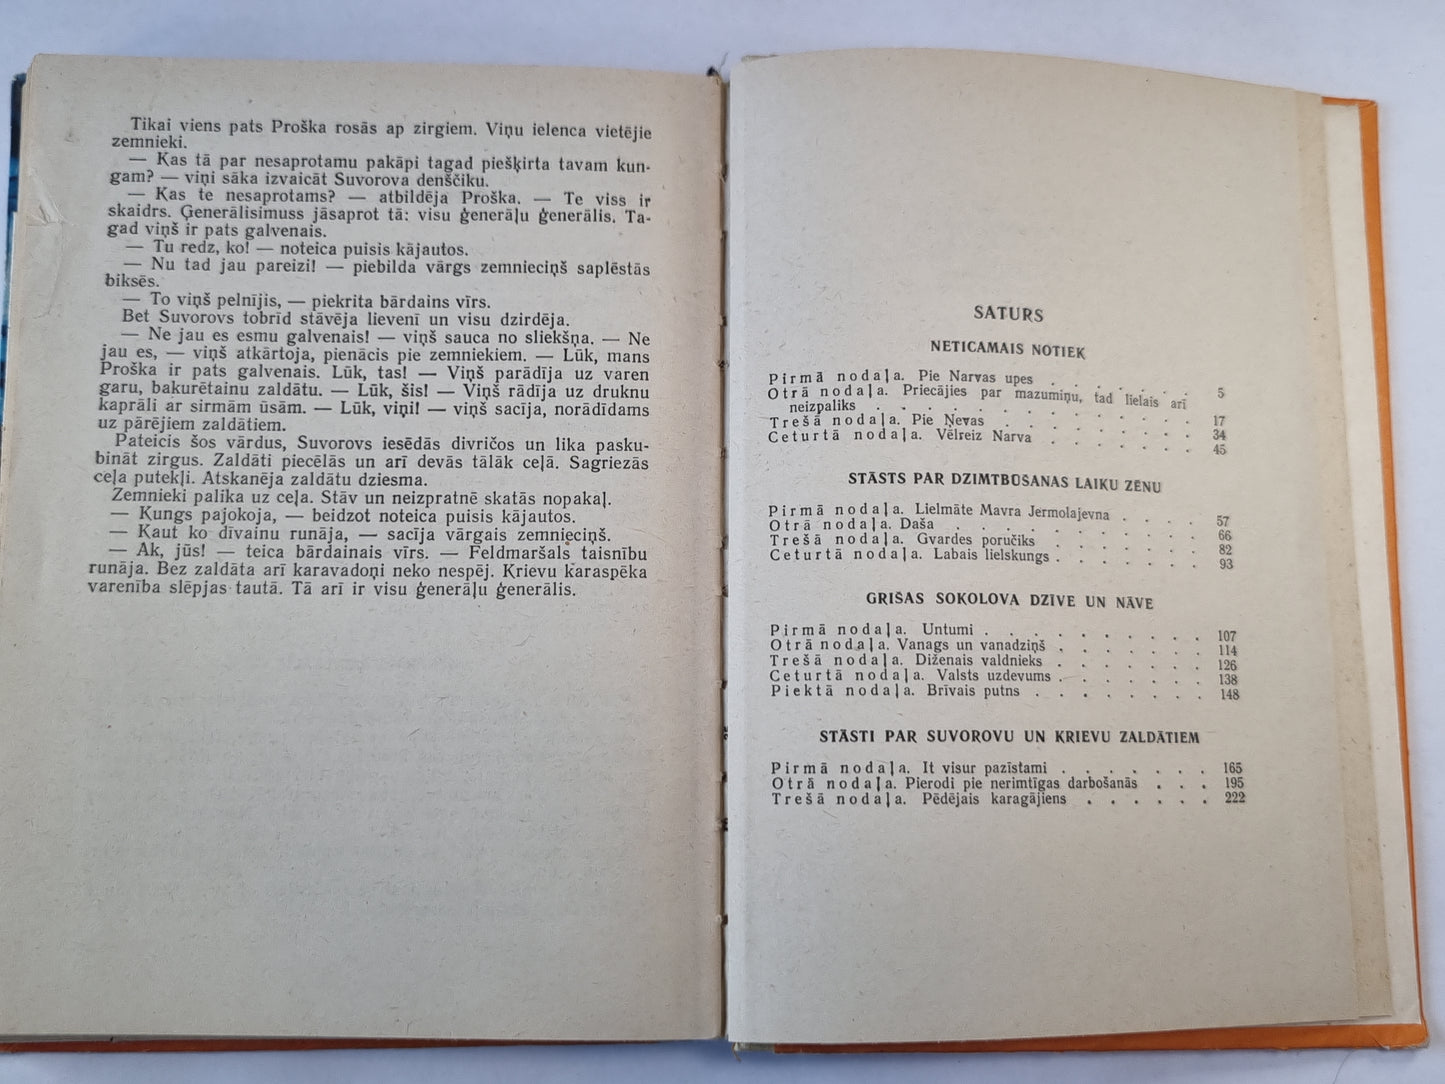 Tikai viens pats Proška rosās ap zirgiem. Viņu ielenca vietējie
zemnieki.
— Kas tā par nesaprotamu pakāpi tagad piešķirta tavam kun-
gam? — viņi sāka izvaicāt Suvorova denščiku.
— Kas te nesaprotams? — atbildēja Proška. — Te viss ir
skaidrs. Ģenerālisimuss jāsaprot tā: visu ģenerāļu ģenerālis. Ta-
gad viņš ir pats galvenais.
— Tu redz, ko! — noteica puisis kājautos.
— Nu tad jau pareizi! — piebilda vārgs zemnieciņš saplēstās
biksēs.
— To viņš pelnījis, — piekrita bārdains vīrs.
Bet Suvorovs tobrīd stāvēja lievenī un visu dzirdēja.
— Ne jau es esmu galvenais! — viņš sauca no sliekšņa. — Ne
jau es, — viņš atkārtoja, pienācis pie zemniekiem. — Lūk, mans
Proška ir pats galvenais. Lūk, tas! — Viņš parādīja uz varen
garu, bakurētainu zaldātu. — Lūk, šis! — Viņš rādīja uz druknu
kaprāli ar sirmām ūsām. — Lūk, viņi! — viņš sacīja, norādīdams
uz pārējiem zaldātiem.
Pateicis šos vārdus, Suvorovs iesēdās divričos un lika pasku-
bināt zirgus. Zaldāti piecēlās un arī devās tālāk ceļā. Sagriezās
ceļa putekļi. Atskanēja zaldātu dziesma.
Zemnieki palika uz ceļa. Stāv un neizpratnē skatās nopakaļ.
— Kungs pajokoja, — beidzot noteica puisis kājautos.
— Kaut ko dīvainu runāja, — sacīja vārgais zemnieciņš.
— Ak, jūs! — teica bārdainais vīrs. — Feldmaršals taisnību
runāja. Bez zaldāta arī karavadoņi neko nespēj. Krievu karaspēka
varenība slēpjas tautā. Tā arī ir visu ģenerāļu ģenerālis.
SATURS
NETICAMAIS NOTIEK
Pirmā nodaļa. Pie Narvas upes . . . . . . . . 5
Otrā nodaļa. Priecājies par mazumiņu, tad lielais arī
neizpaliks . . . . . . . . . . . . . 17
Trešā nodaļa. Pie Ņevas . . . . . . . . 34
Ceturtā nodaļa. Vēlreiz Narva . . . . . . . 45
STĀSTS PAR DZIMTBŪŠANAS LAIKU ZĒNU
Pirmā nodaļa. Lielmāte Mavra Jermolajevna . . . . 57
Otrā nodaļa. Daša . . . . . . . . . . 66
Trešā nodaļa. Gvardes poručiks . . . . . . 82
Ceturtā nodaļa. Labais lielskungs . . . . . . 93
GRIŠAS SOKOLOVA DZĪVE UN NĀVE
Pirmā nodaļa. Untumi . . . . . . . . . 107
Otrā nodaļa. Vanags un vanadziņš . . . . . . 114
Trešā nodaļa. Diženais valdnieks . . . . . . 126
Ceturtā nodaļa. Valsts uzdevums . . . . . . 138
Piektā nodaļa. Brīvais putns . . . . . . . 148
STĀSTI PAR SUVOROVU UN KRIEVU ZALDĀTIEM
Pirmā nodaļa. It visur pazīstami . . . . . . 165
Otrā nodaļa. Pierodi pie nerimtīgas darbošanās . . . 195
Trešā nodaļa. Pēdējais karagājiens . . . . . . 222